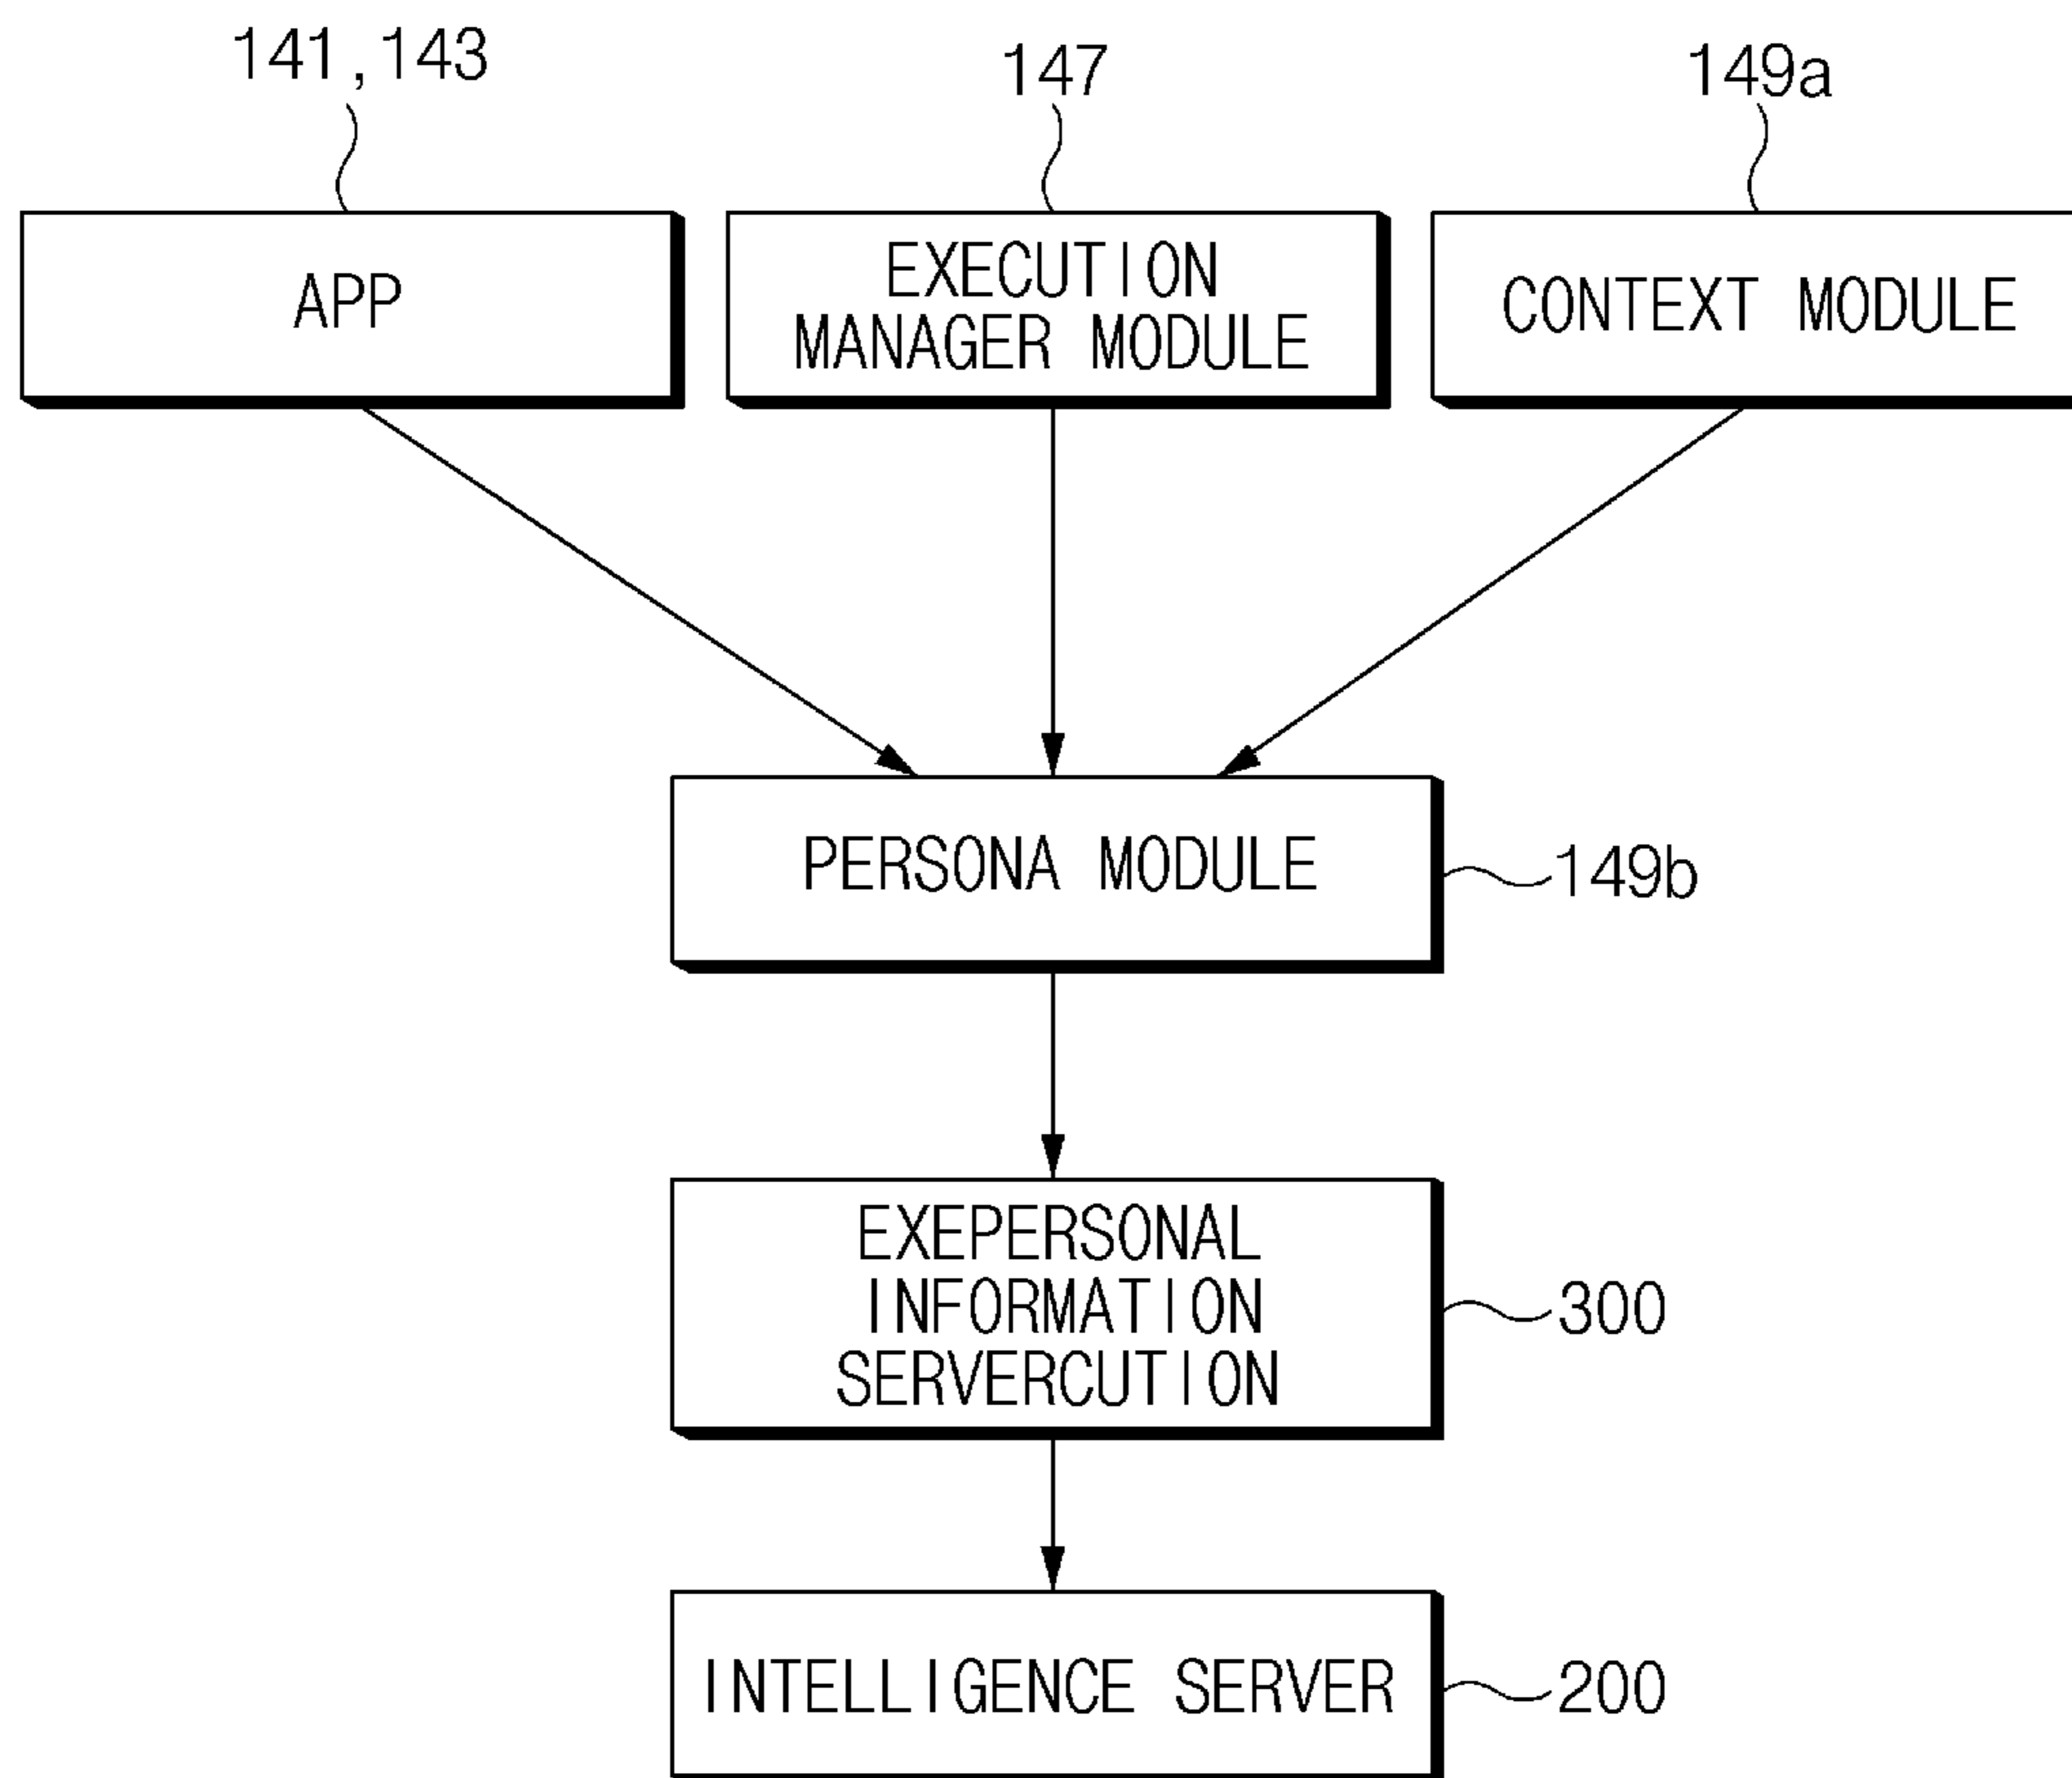 141, 143
147
149a
APP
EXECUTION
MANAGER MODULE
CONTEXT MODULE
PERSONA MODULE
149b
EXEPERSONAL
INFORMATION
SERVERCUTION
300
INTELLIGENCE SERVER
200